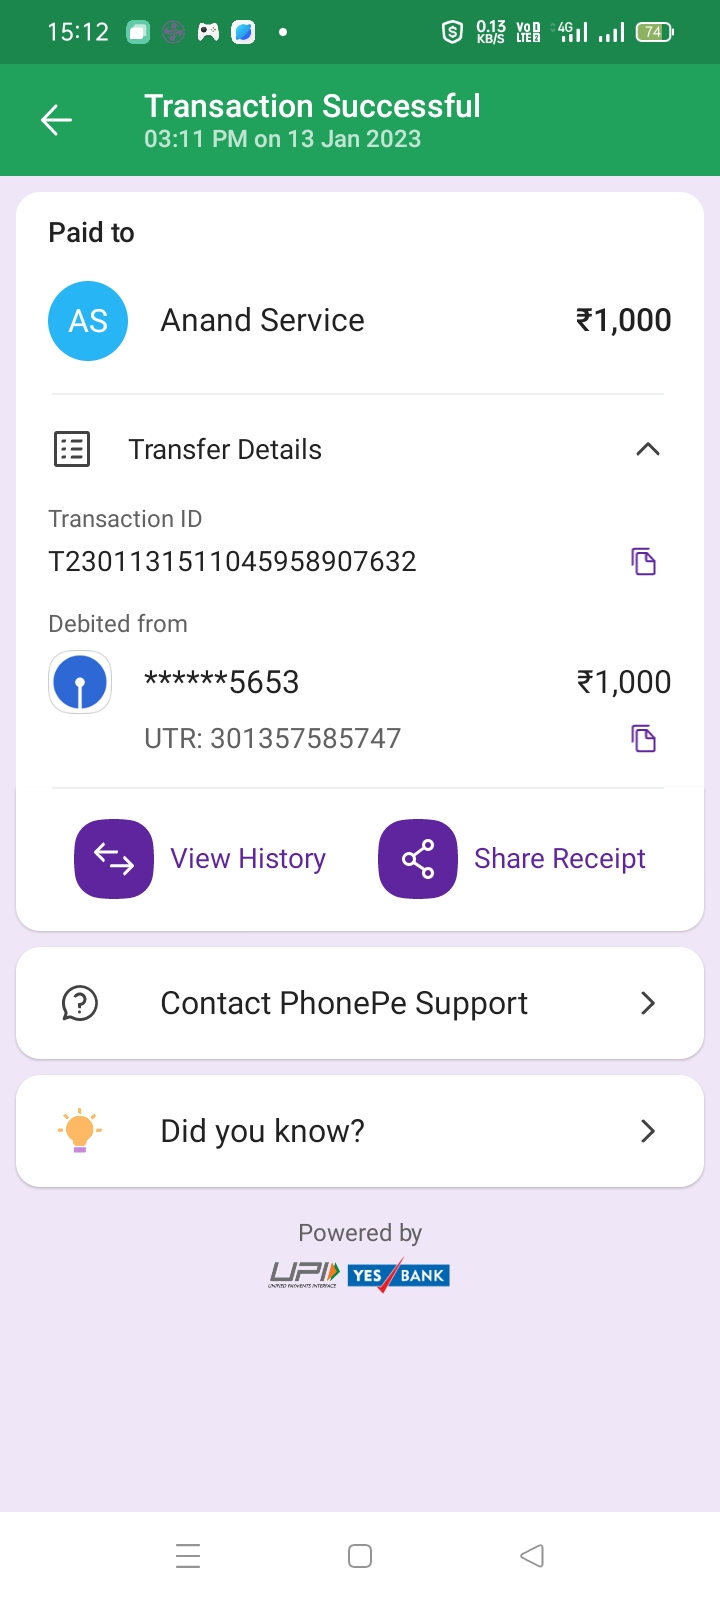 15:12 0.13 KB/S Vo LTE 1 2 4G 74
Transaction Successful
03:11 PM on 13 Jan 2023
Paid to
AS Anand Service ₹1,000
Transfer Details
Transaction ID
T2301131511045958907632
Debited from
******5653 ₹1,000
UTR: 301357585747
View History Share Receipt
Contact PhonePe Support
Did you know?
Powered by
UPI YES BANK
UNIFIED PAYMENTS INTERFACE